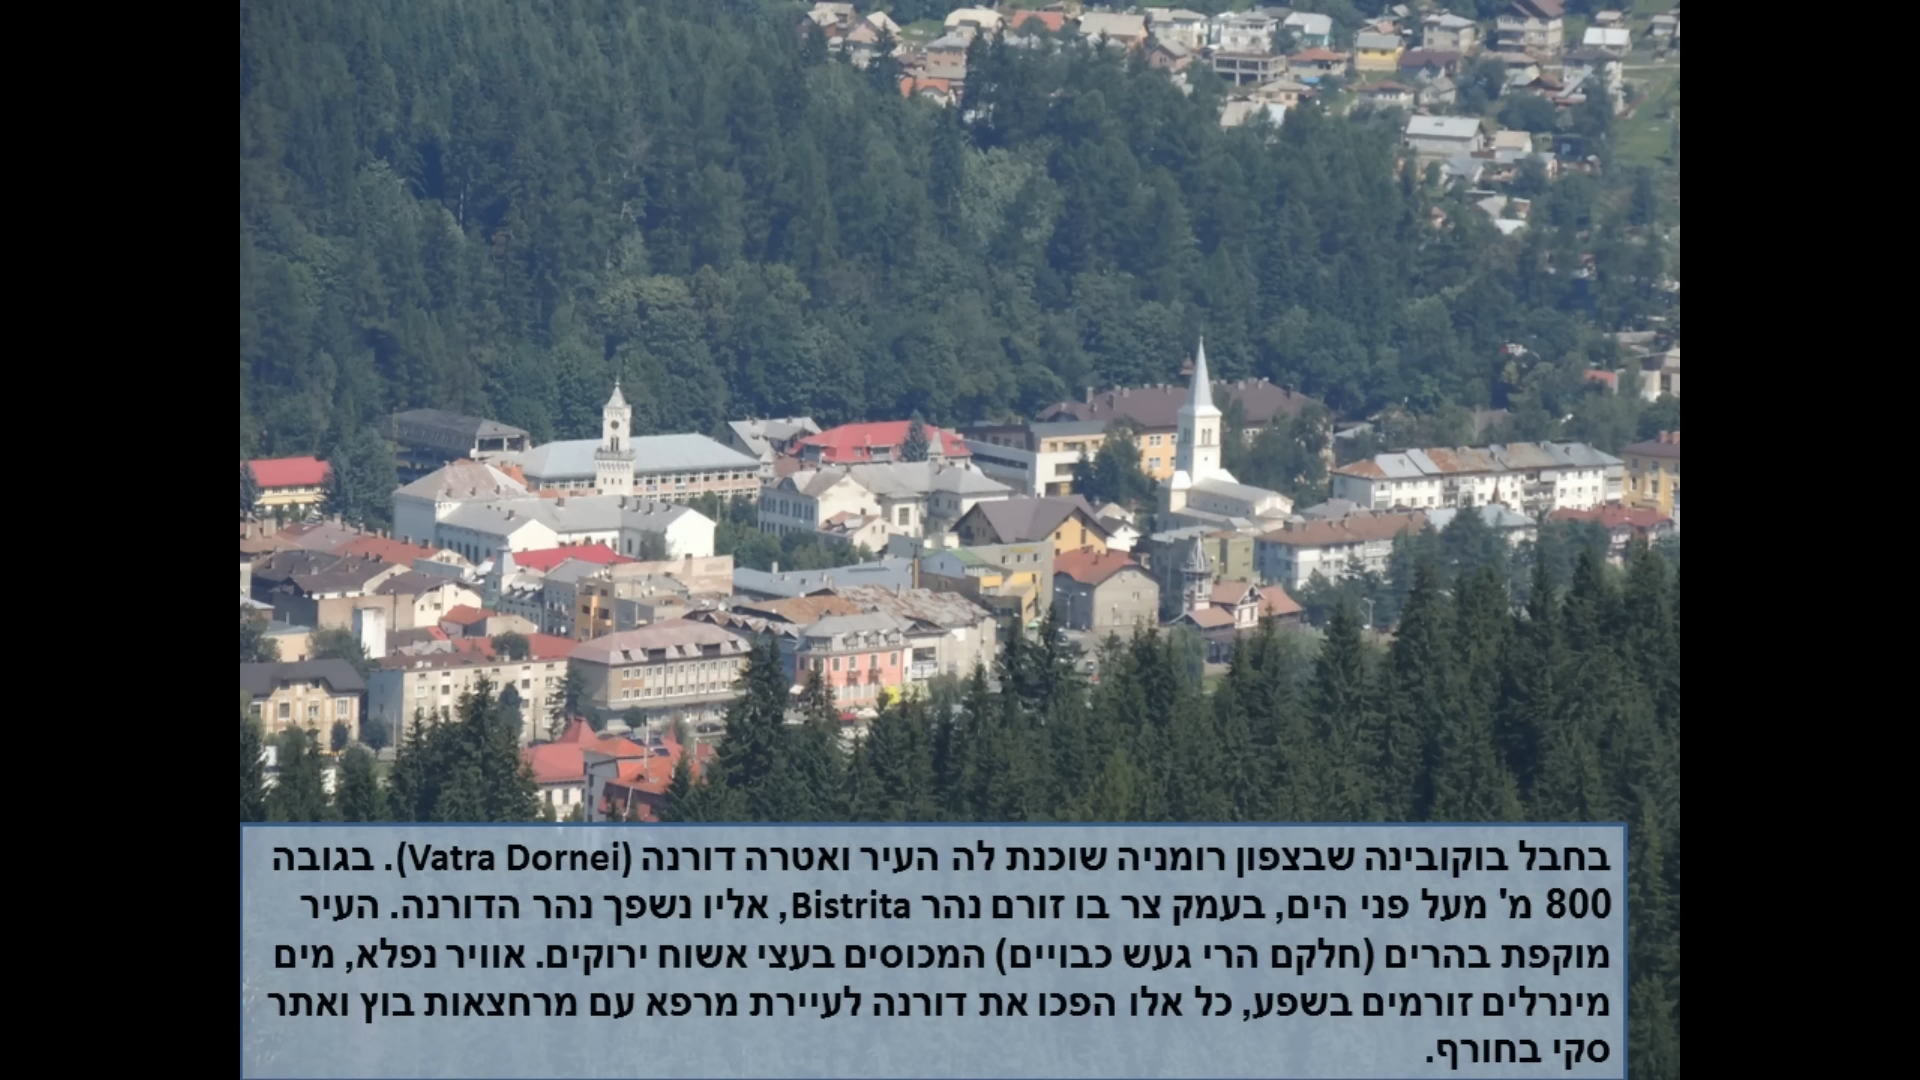 בחבל בוקובינה שבצפון רומניה שוכנת לה העיר ואטרה דורנה (Vatra Dornei). בגובה
800 מ' מעל פני הים, בעמק צר בו זורם נהר Bistrita, אליו נשפך נהר הדורנה. העיר
מוקפת בהרים (חלקם הרי געש כבויים) המכוסים בעצי אשוח ירוקים. אוויר נפלא, מים
מינרלים זורמים בשפע, כל אלו הפכו את דורנה לעיירת מרפא עם מרחצאות בוץ ואתר
סקי בחורף.